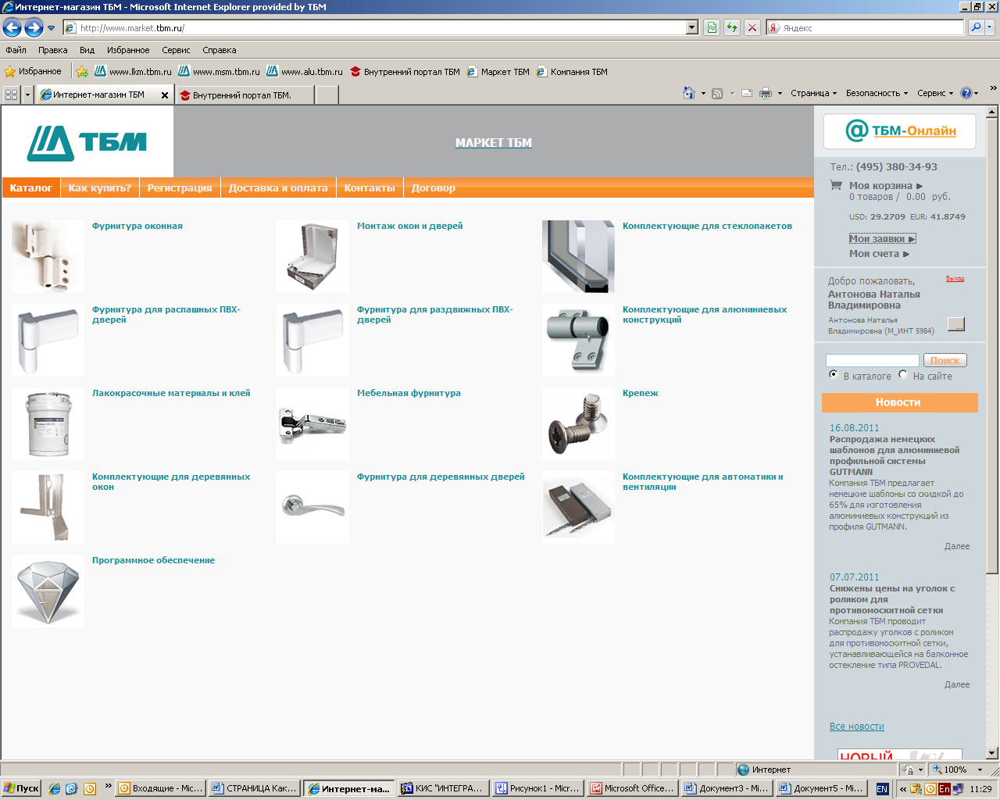 Интернет-магазин ТБМ - Microsoft Internet Explorer provided by ТБМ
http://www.market.tbm.ru/
Яндекс
Файл Правка Вид Избранное Сервис Справка
Избранное www.lkm.tbm.ru www.msm.tbm.ru www.alu.tbm.ru Внутренний портал ТБМ Маркет ТБМ Компания ТБМ
Интернет-магазин ТБМ Внутренний портал ТБМ. Страница Безопасность Сервис
ТБМ
МАРКЕТ ТБМ
Каталог Как купить? Регистрация Доставка и оплата Контакты Договор
Фурнитура оконная
Монтаж окон и дверей
Комплектующие для стеклопакетов
Фурнитура для распашных ПВХ-
дверей
Фурнитура для раздвижных ПВХ-
дверей
Комплектующие для алюминиевых
конструкций
Лакокрасочные материалы и клей
Мебельная фурнитура
Крепеж
Комплектующие для деревянных
окон
Фурнитура для деревянных дверей
Комплектующие для автоматики и
вентиляции
Программное обеспечение
@ ТБМ-Онлайн
Тел.: (495) 380-34-93
Моя корзина
0 товаров / 0.00 руб.
USD: 29.2709 EUR: 41.8749
Мои заявки
Мои счета
Добро пожаловать, Выход
Антонова Наталья
Владимировна
Антонова Наталья
Владимировна (М_ИНТ 5984) ...
Поиск
В каталоге На сайте
Новости
16.08.2011
Распродажа немецких
шаблонов для алюминиевой
профильной системы
GUTMANN
Компания ТБМ предлагает
немецкие шаблоны со скидкой до
65% для изготовления
алюминиевых конструкций из
профиля GUTMANN.
Далее
07.07.2011
Снижены цены на уголок с
роликом для
противомоскитной сетки
Компания ТБМ проводит
распродажу уголков с роликом
для противомоскитной сетки,
устанавливающейся на балконное
остекление типа PROVEDAL.
Далее
Все новости
НОВЫЙ
Интернет 100%
Пуск » Входящие - Mic... СТРАНИЦА Как... Интернет-ма... КИС "ИНТЕГРА... Рисунок1 - Micr... Microsoft Office... Документ3 - Mi... Документ5 - Mi... EN « En 11:29